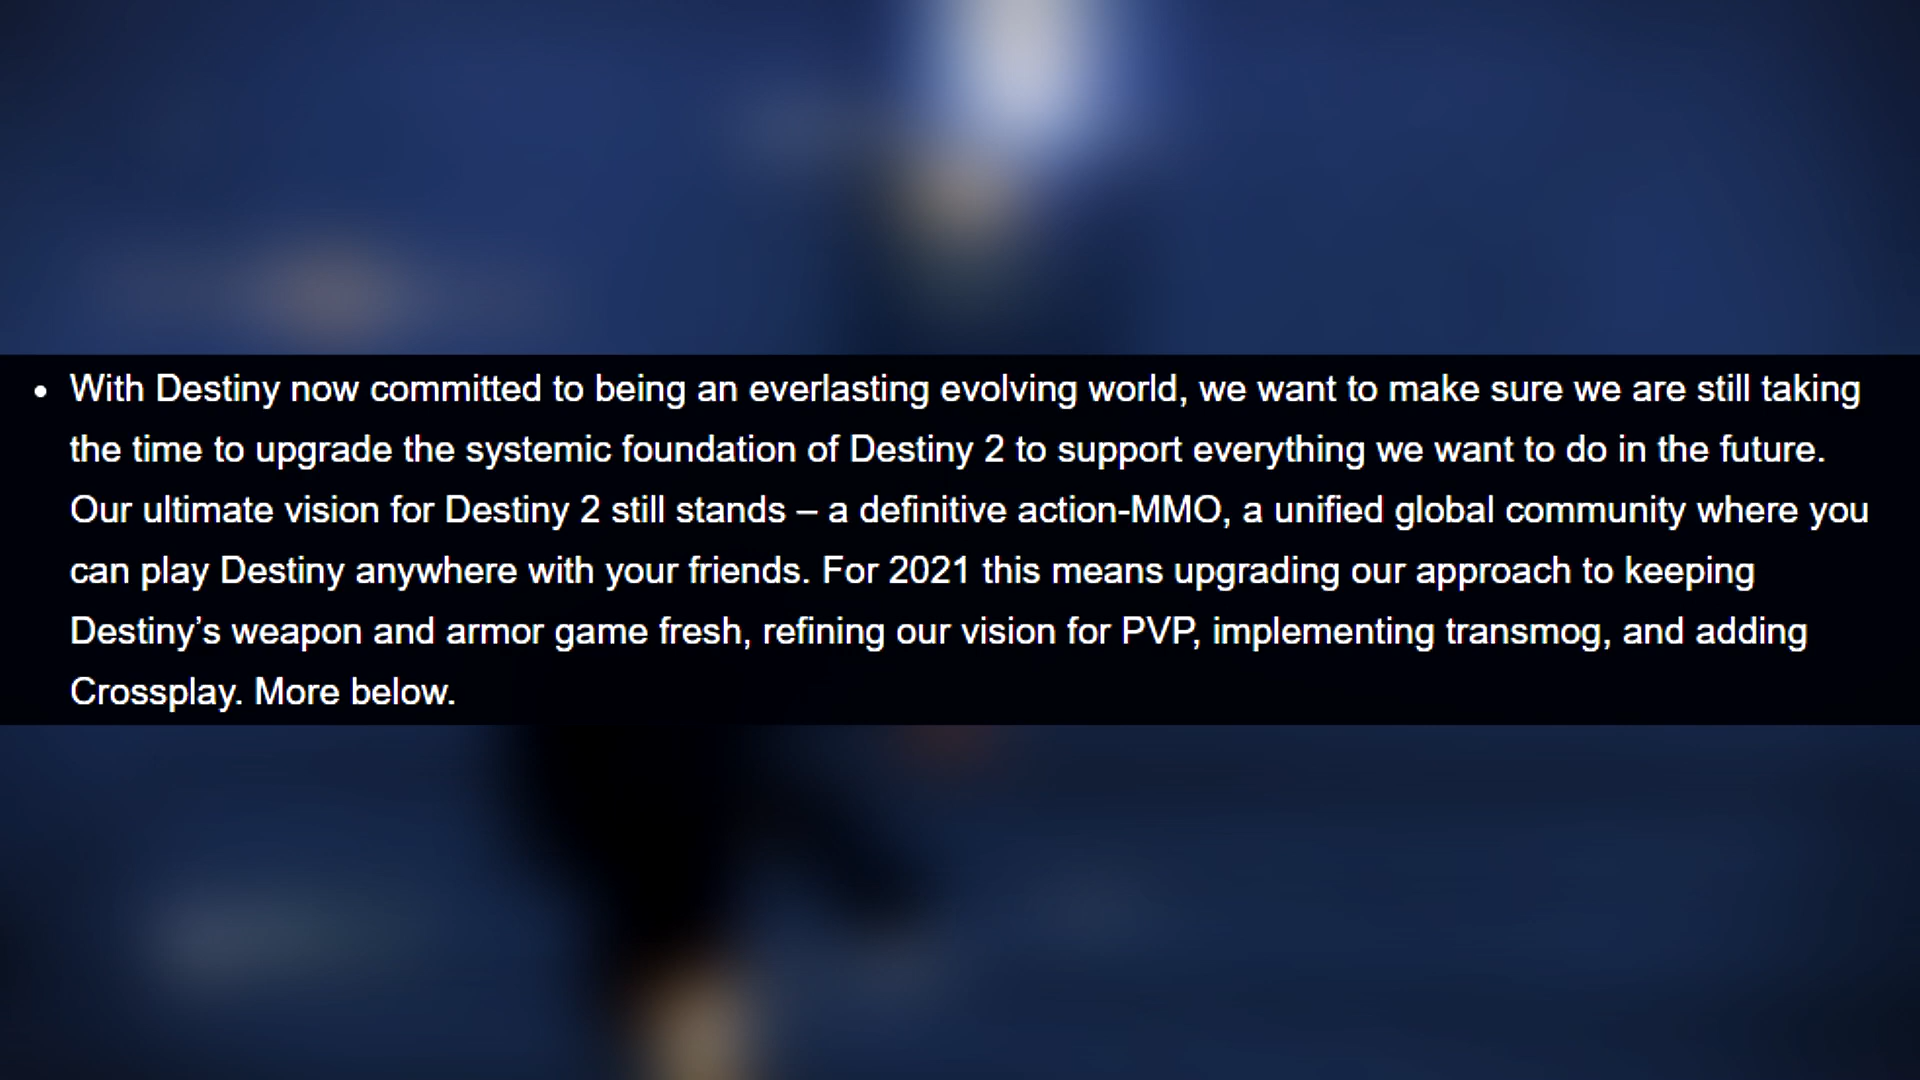 • With Destiny now committed to being an everlasting evolving world, we want to make sure we are still taking
the time to upgrade the systemic foundation of Destiny 2 to support everything we want to do in the future.
Our ultimate vision for Destiny 2 still stands – a definitive action-MMO, a unified global community where you
can play Destiny anywhere with your friends. For 2021 this means upgrading our approach to keeping
Destiny’s weapon and armor game fresh, refining our vision for PVP, implementing transmog, and adding
Crossplay. More below.